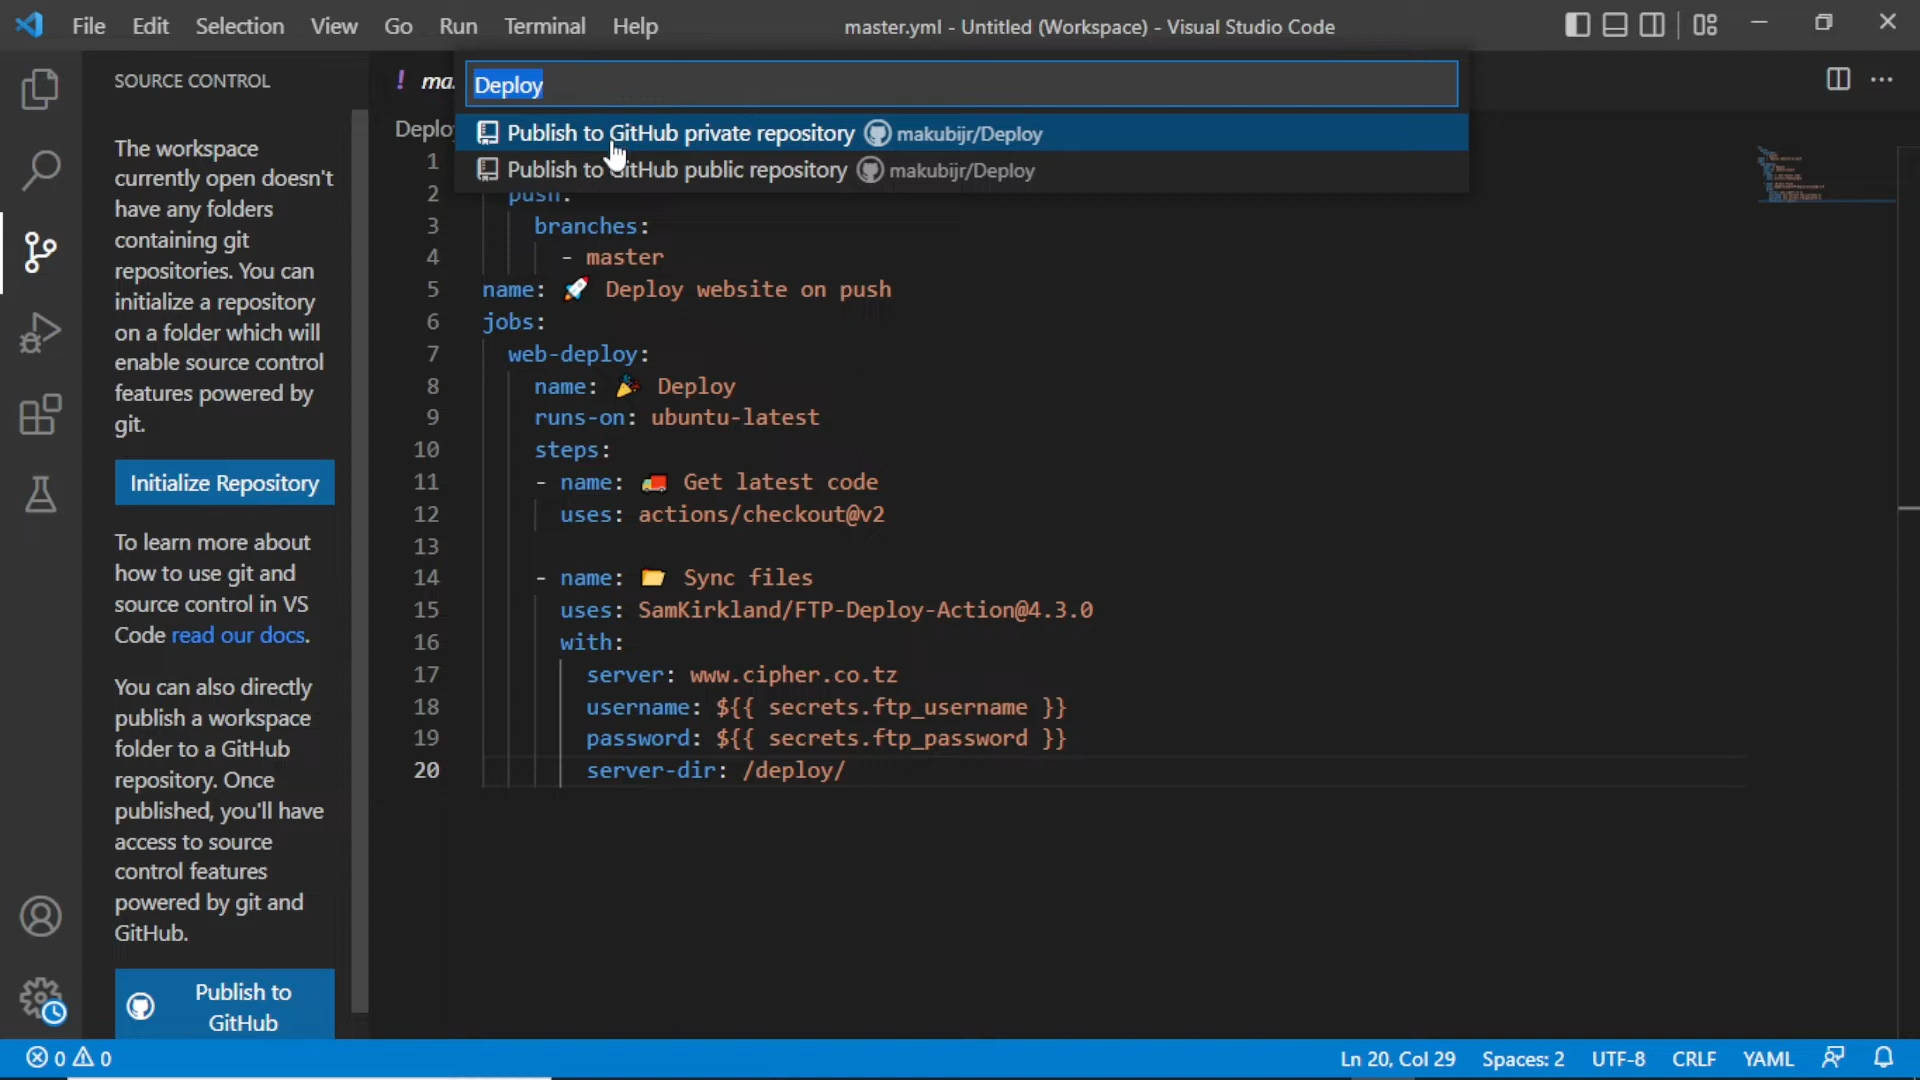 File Edit Selection View Go Run Terminal Help
master.yml - Untitled (Workspace) - Visual Studio Code
SOURCE CONTROL
The workspace
currently open doesn't
have any folders
containing git
repositories. You can
initialize a repository
on a folder which will
enable source control
features powered by
git.
Initialize Repository
To learn more about
how to use git and
source control in VS
Code read our docs.
You can also directly
publish a workspace
folder to a GitHub
repository. Once
published, you'll have
access to source
control features
powered by git and
GitHub.
Publish to
GitHub
! ma.
Deplo
Deploy
Publish to GitHub private repository makubijr/Deploy
Publish to GitHub public repository makubijr/Deploy
1
2 push:
3 branches:
4 - master
5 name: 🚀 Deploy website on push
6 jobs:
7 web-deploy:
8 name: 🎉 Deploy
9 runs-on: ubuntu-latest
10 steps:
11 - name: 🚚 Get latest code
12 uses: actions/checkout@v2
13
14 - name: 📂 Sync files
15 uses: SamKirkland/FTP-Deploy-Action@4.3.0
16 with:
17 server: www.cipher.co.tz
18 username: ${{ secrets.ftp_username }}
19 password: ${{ secrets.ftp_password }}
20 server-dir: /deploy/
0 0
Ln 20, Col 29 Spaces: 2 UTF-8 CRLF YAML